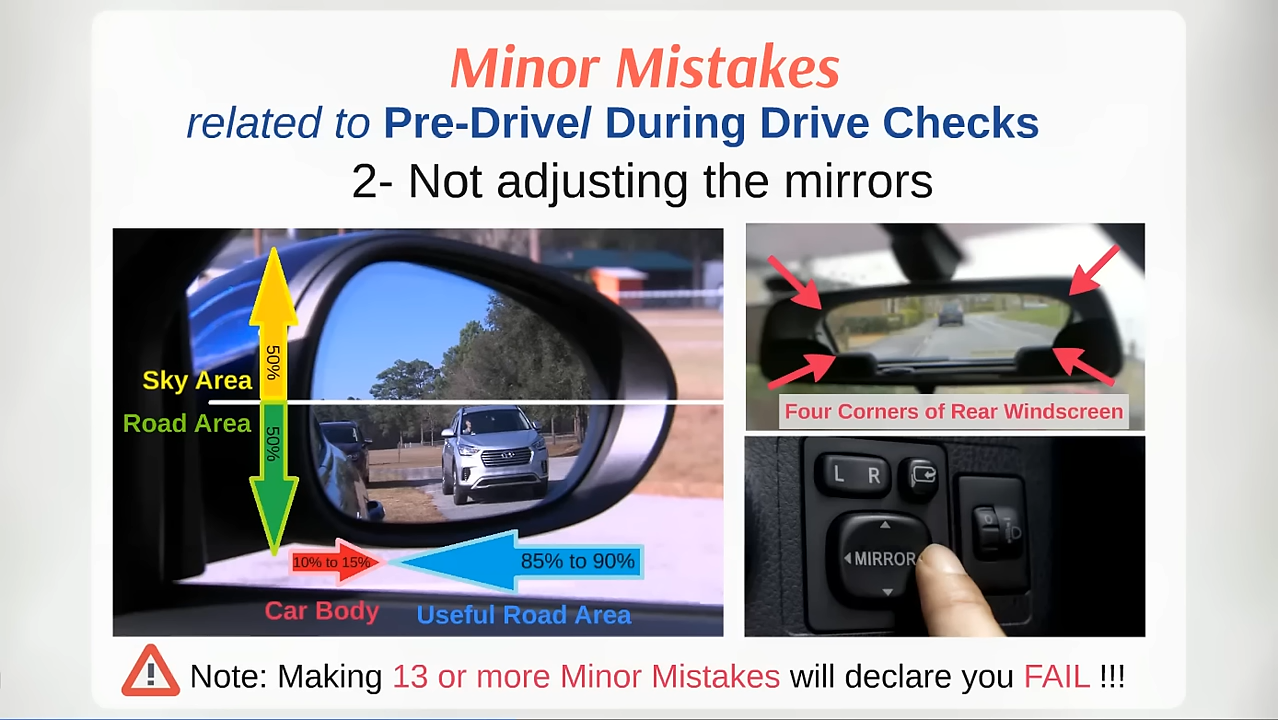 Minor Mistakes
related to Pre-Drive/ During Drive Checks
2- Not adjusting the mirrors
50%
Sky Area
Road Area
50%
10% to 15%
85% to 90%
Car Body
Useful Road Area
Four Corners of Rear Windscreen
L R
MIRROR
0
Note: Making 13 or more Minor Mistakes will declare you FAIL !!!